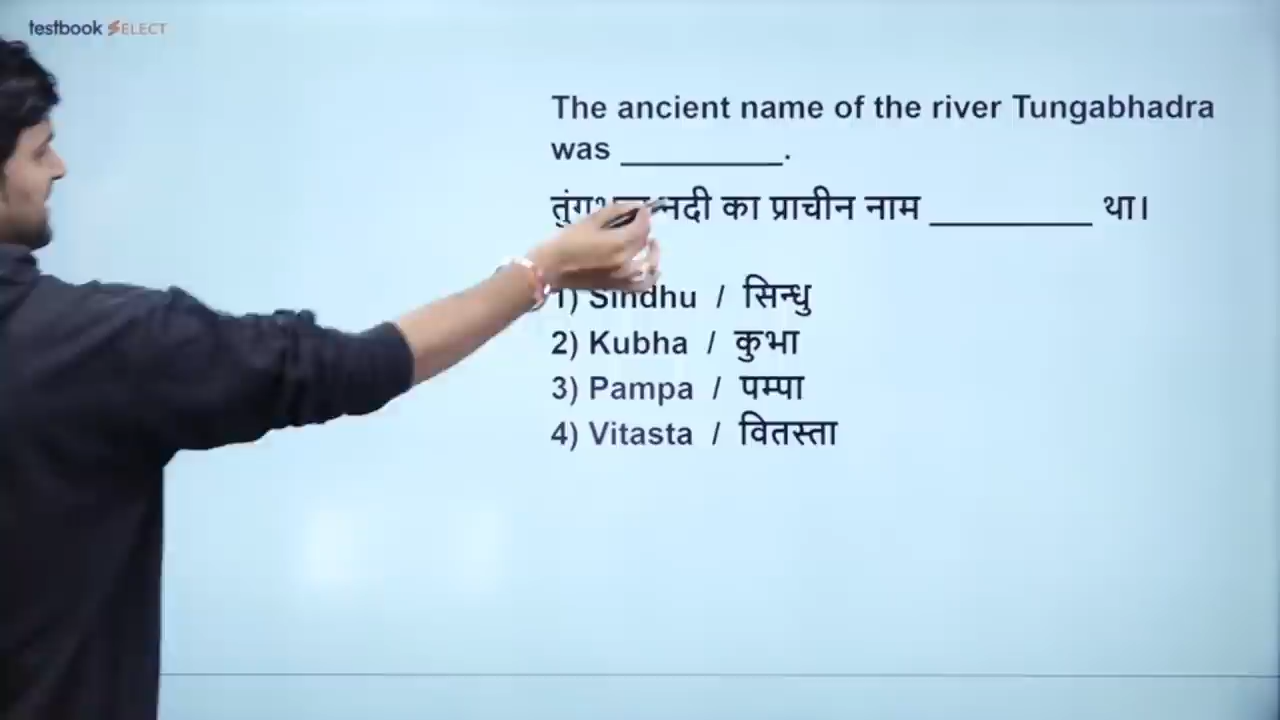 testbook SELECT
The ancient name of the river Tungabhadra
was _________.
नदी का प्राचीन नाम _________ था।
1) Sindhu / सिन्धु
2) Kubha / कुभा
3) Pampa / पम्पा
4) Vitasta / वितस्ता